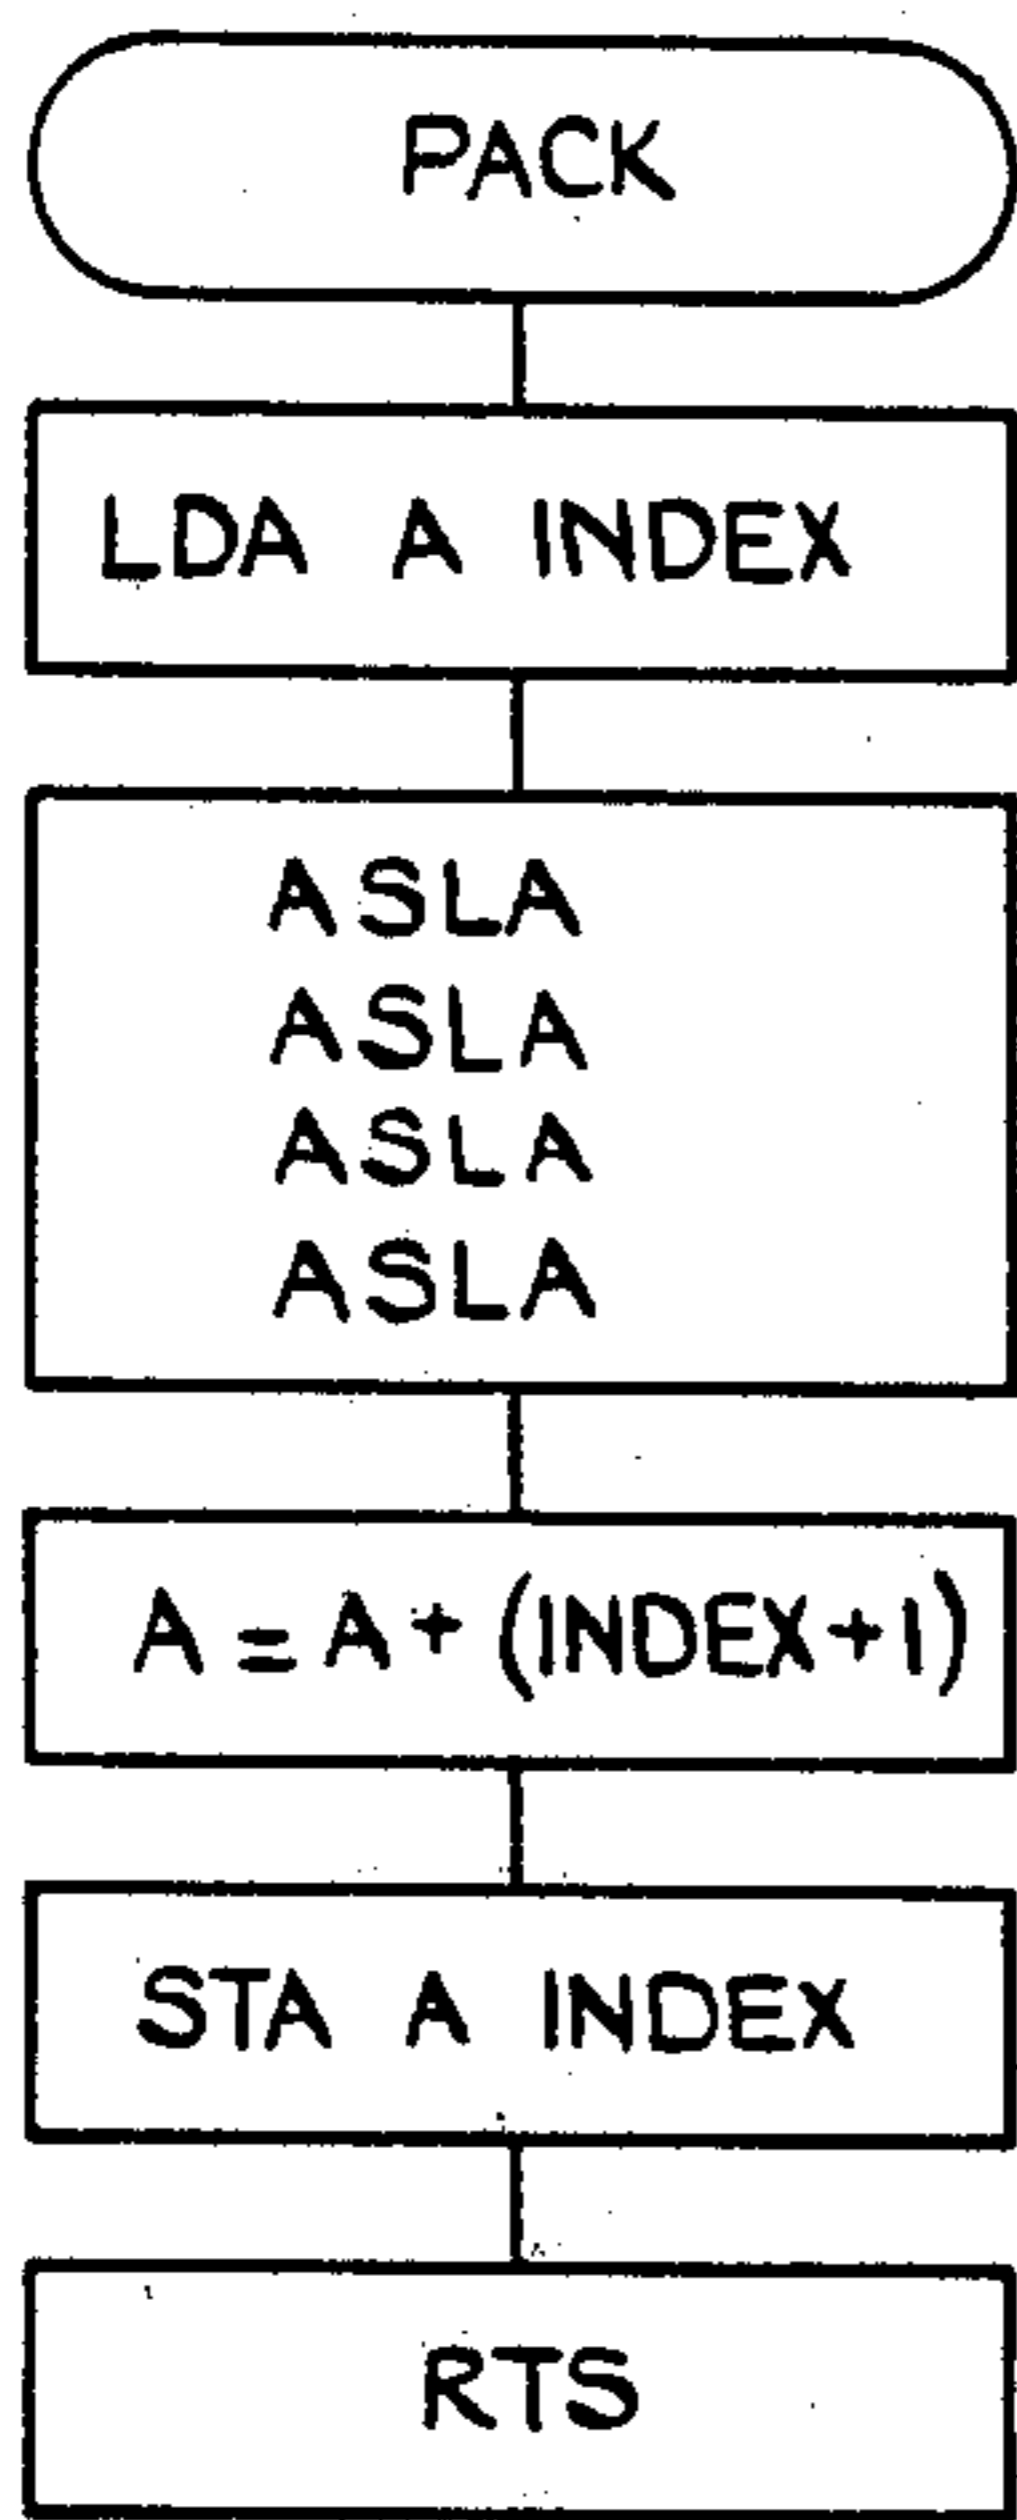 PACK
LDA A INDEX
ASLA
ASLA
ASLA
ASLA
A = A + (INDEX + 1)
STA A INDEX
RTS